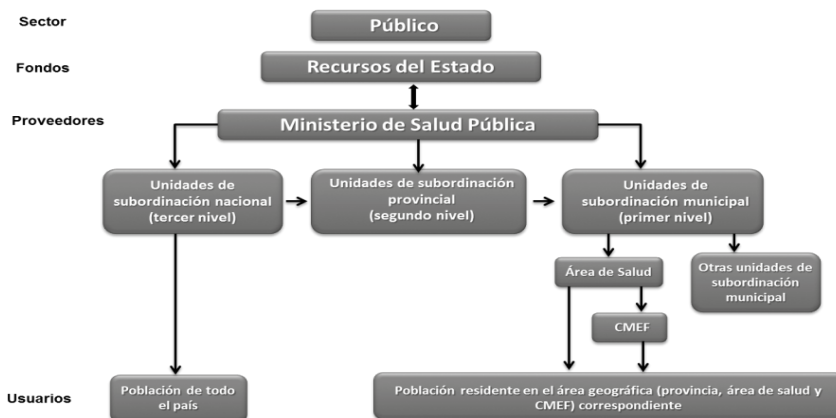 Sector
Público
Fondos
Recursos del Estado
Proveedores
Ministerio de Salud Pública
Unidades de
subordinación nacional
(tercer nivel)
Unidades de subordinación
provincial
(segundo nivel)
Unidades de
subordinación municipal
(primer nivel)
Área de Salud
Otras unidades de
subordinación
municipal
CMEF
Usuarios
Población de todo
el país
Población residente en el área geográfica (provincia, área de salud y
CMEF) correspondiente